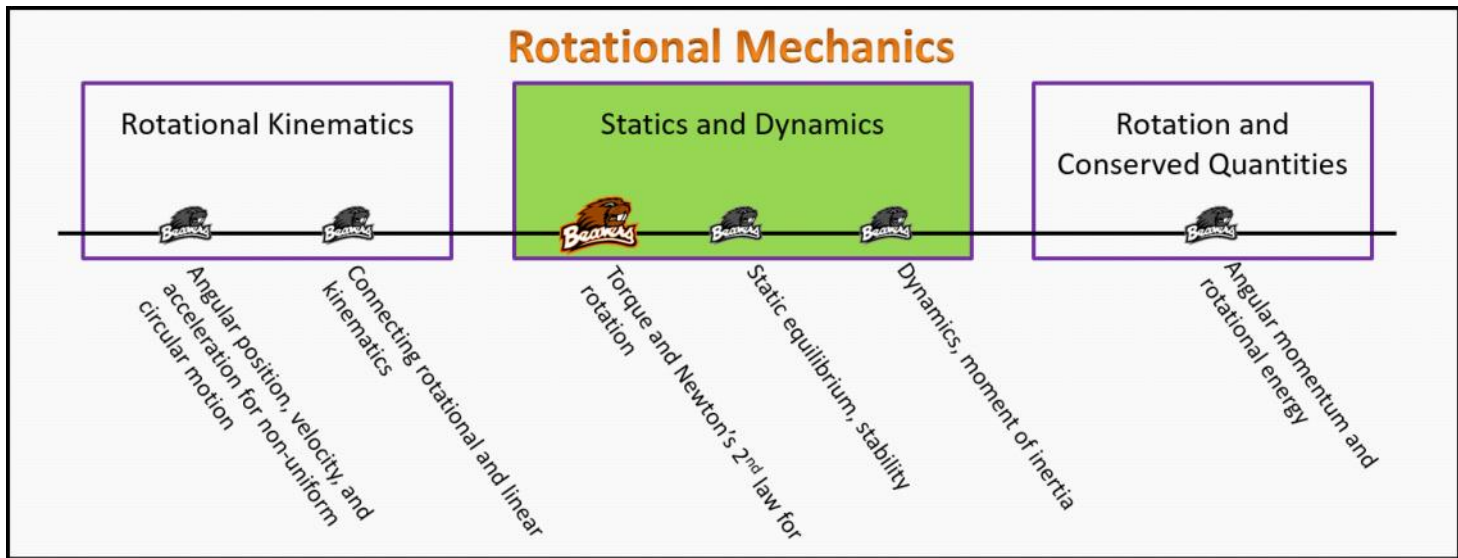 Rotational Mechanics
Rotational Kinematics
Statics and Dynamics
Rotation and
Conserved Quantities
Beavers
Beavers
Beavers
Beavers
Beavers
Beavers
Angular position, velocity, and
acceleration for non-uniform
circular motion
Connecting rotational and linear
kinematics
Torque and Newton's 2nd law for
rotation
Static equilibrium, stability
Dynamics, moment of inertia
Angular momentum and
rotational energy